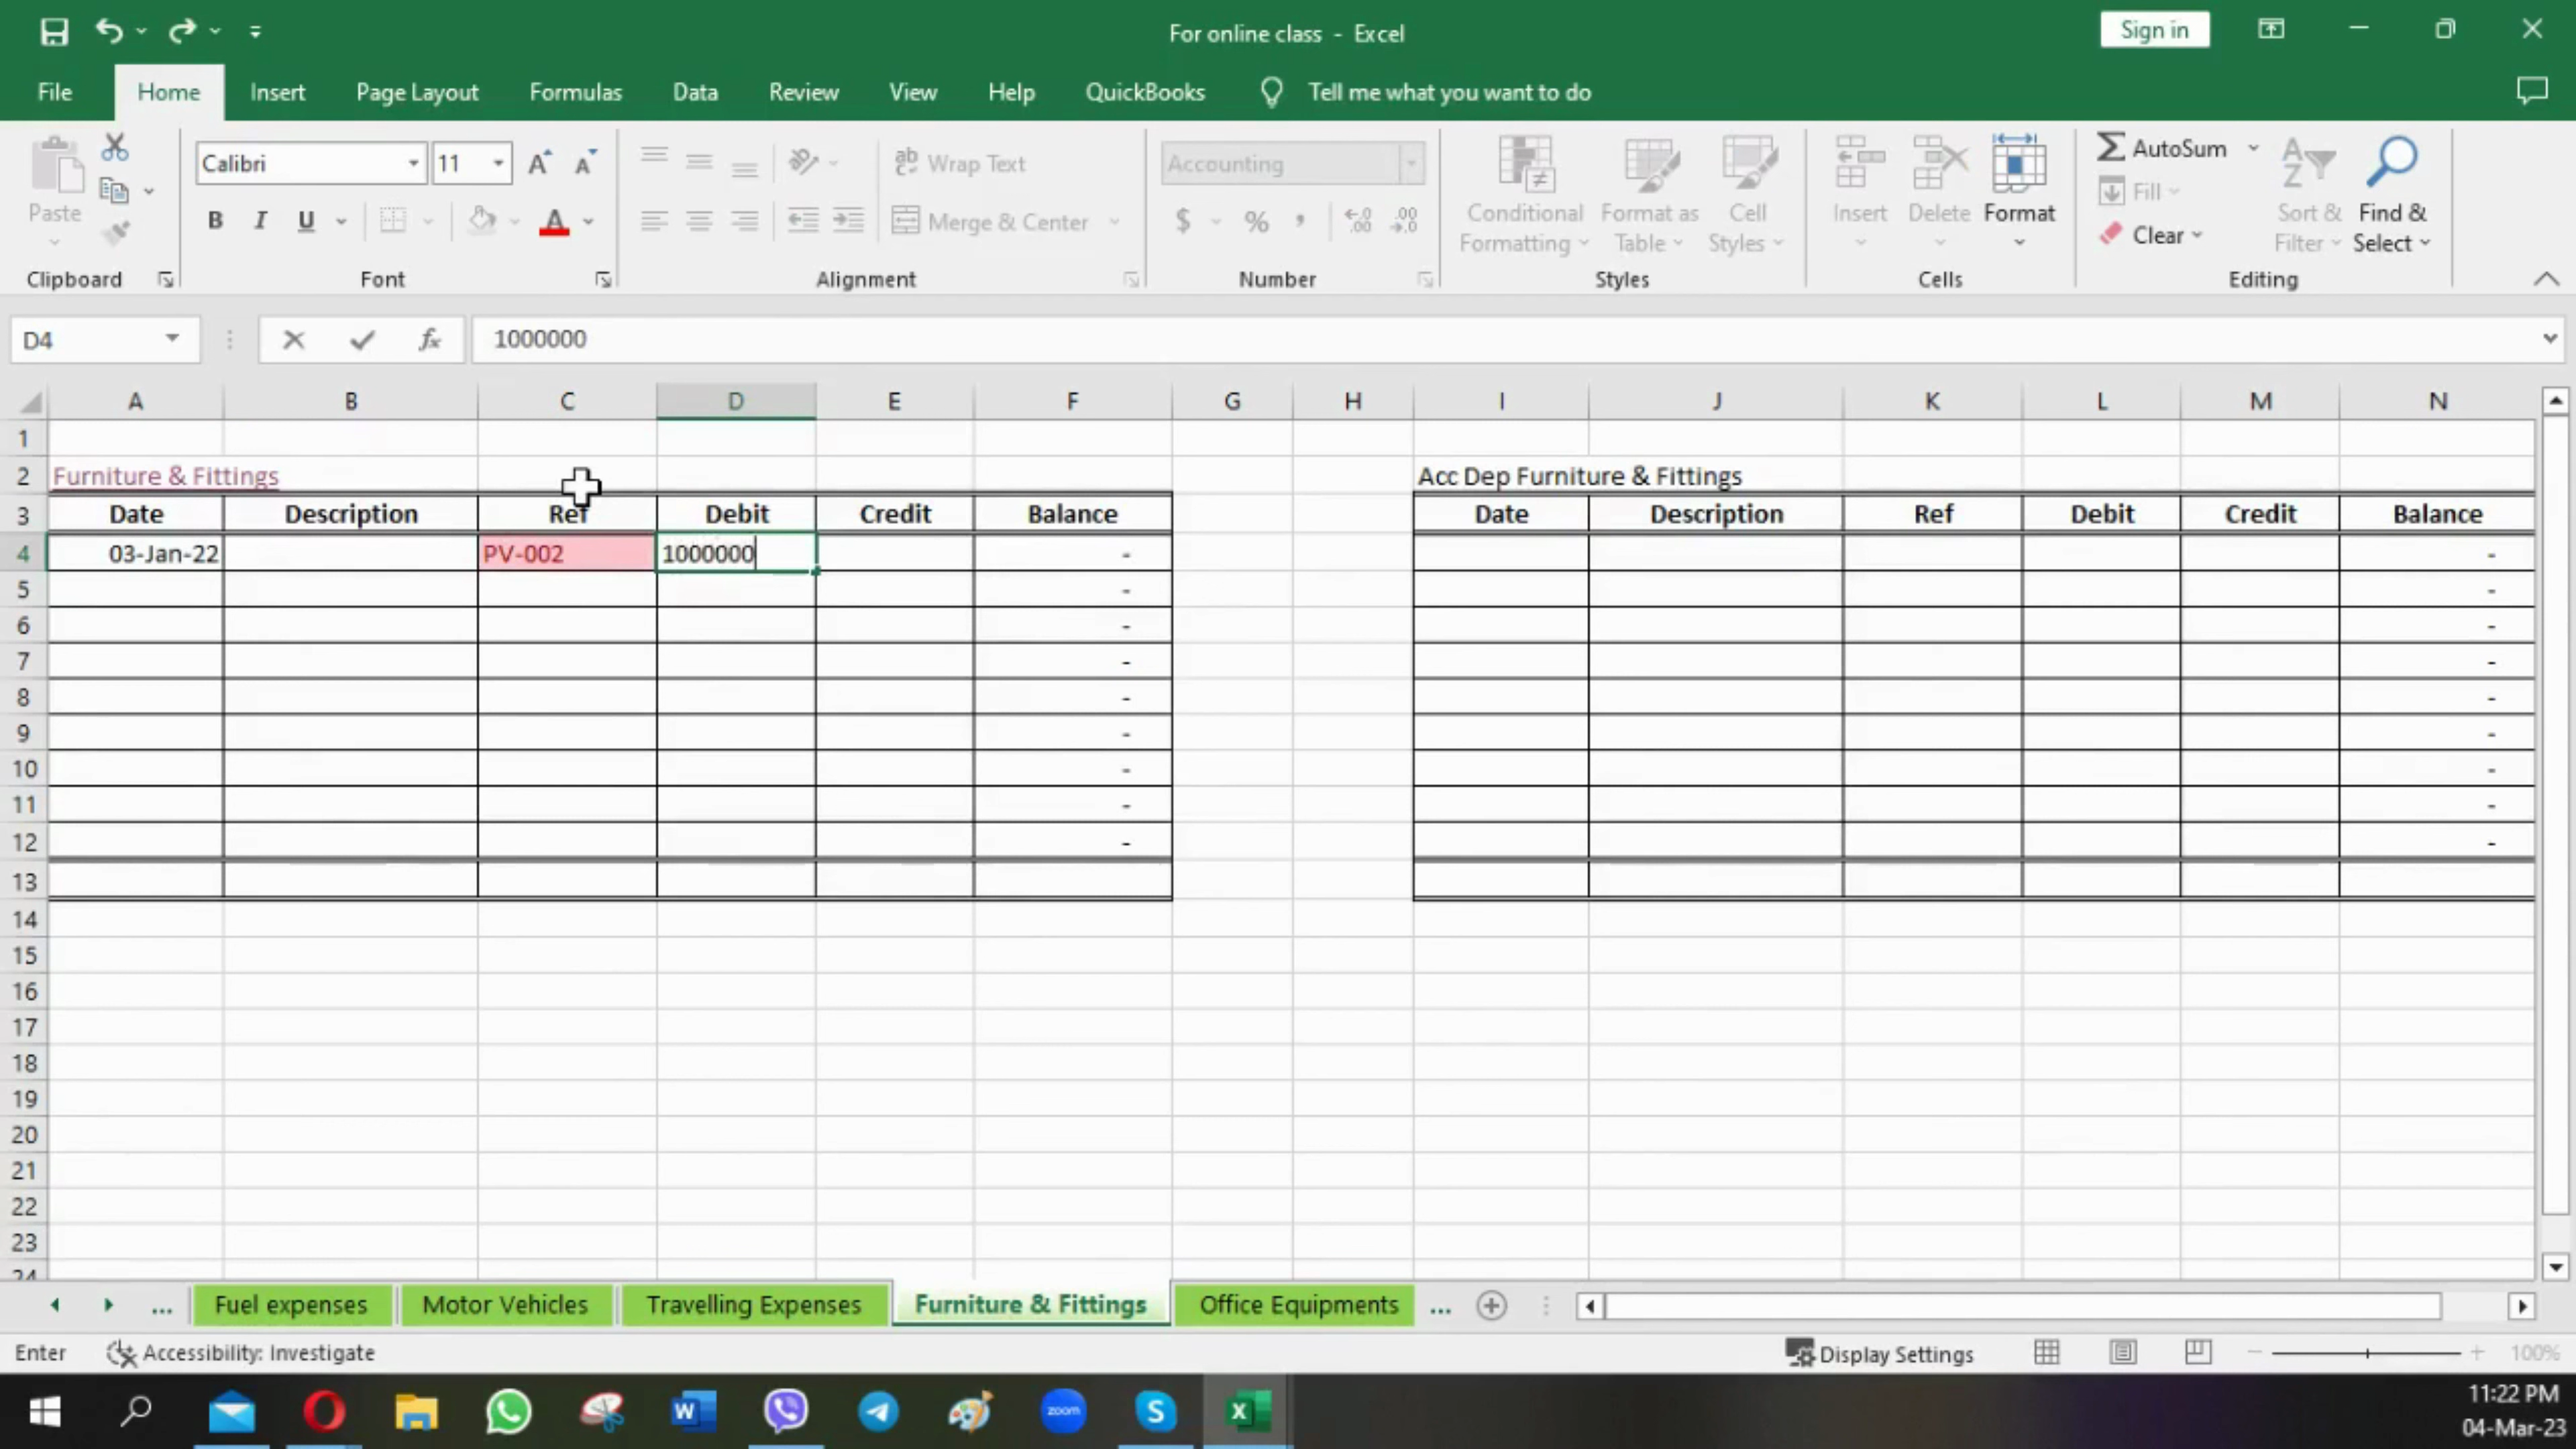 For online class - Excel
Sign in
File Home Insert Page Layout Formulas Data Review View Help QuickBooks Tell me what you want to do
Paste
Calibri 11
B I U
Wrap Text
Merge & Center
Accounting
$ % ,
Conditional Formatting
Format as Table
Cell Styles
Insert Delete Format
AutoSum
Fill
Clear
Sort & Filter
Find & Select
Clipboard Font Alignment Number Styles Cells Editing
D4 fx 1000000
A B C D E F G H I J K L M N
1
2 Furniture & Fittings Acc Dep Furniture & Fittings
3 Date Description Ref Debit Credit Balance Date Description Ref Debit Credit Balance
4 03-Jan-22 PV-002 1000000 - -
5 - -
6 - -
7 - -
8 - -
9 - -
10 - -
11 - -
12 - -
13
14
15
16
17
18
19
20
21
22
23
24
... Fuel expenses Motor Vehicles Travelling Expenses Furniture & Fittings Office Equipments ...
Enter Accessibility: Investigate Display Settings 100%
zoom
11:22 PM
04-Mar-23